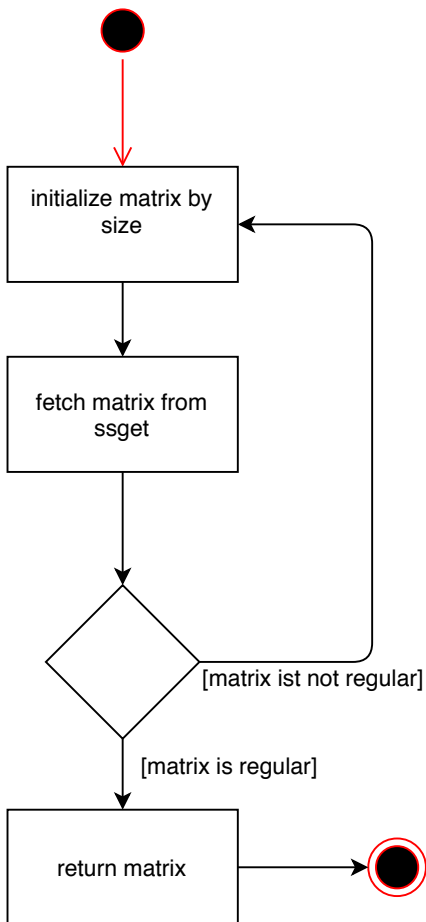 initialize matrix by
size
fetch matrix from
ssget
[matrix ist not regular]
[matrix is regular]
return matrix